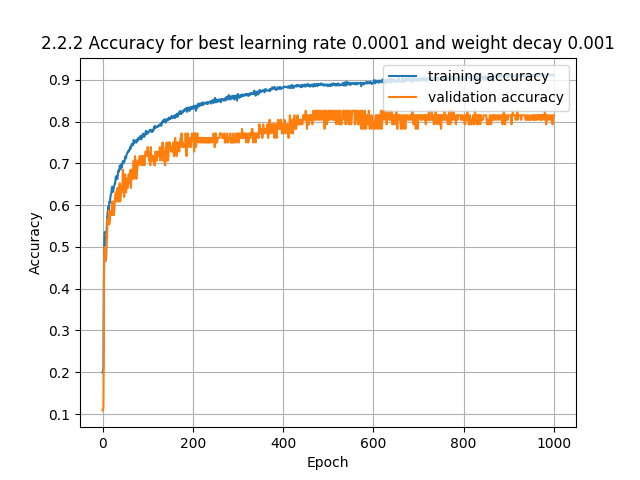 2.2.2 Accuracy for best learning rate 0.0001 and weight decay 0.001
training accuracy
validation accuracy
0.9
0.8
0.7
0.6
0.5
0.4
0.3
0.2
0.1
Accuracy
0 200 400 600 800 1000
Epoch